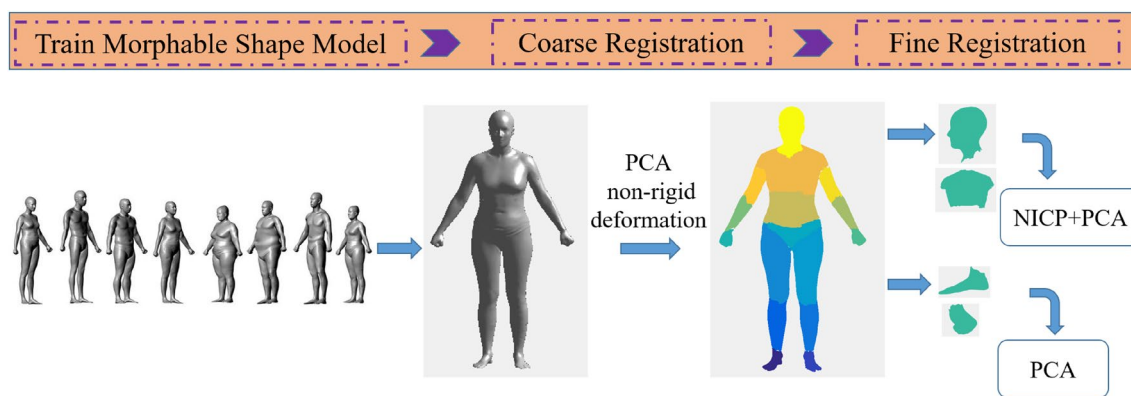 Train Morphable Shape Model
Coarse Registration
Fine Registration
PCA
non-rigid
deformation
NICP+PCA
PCA